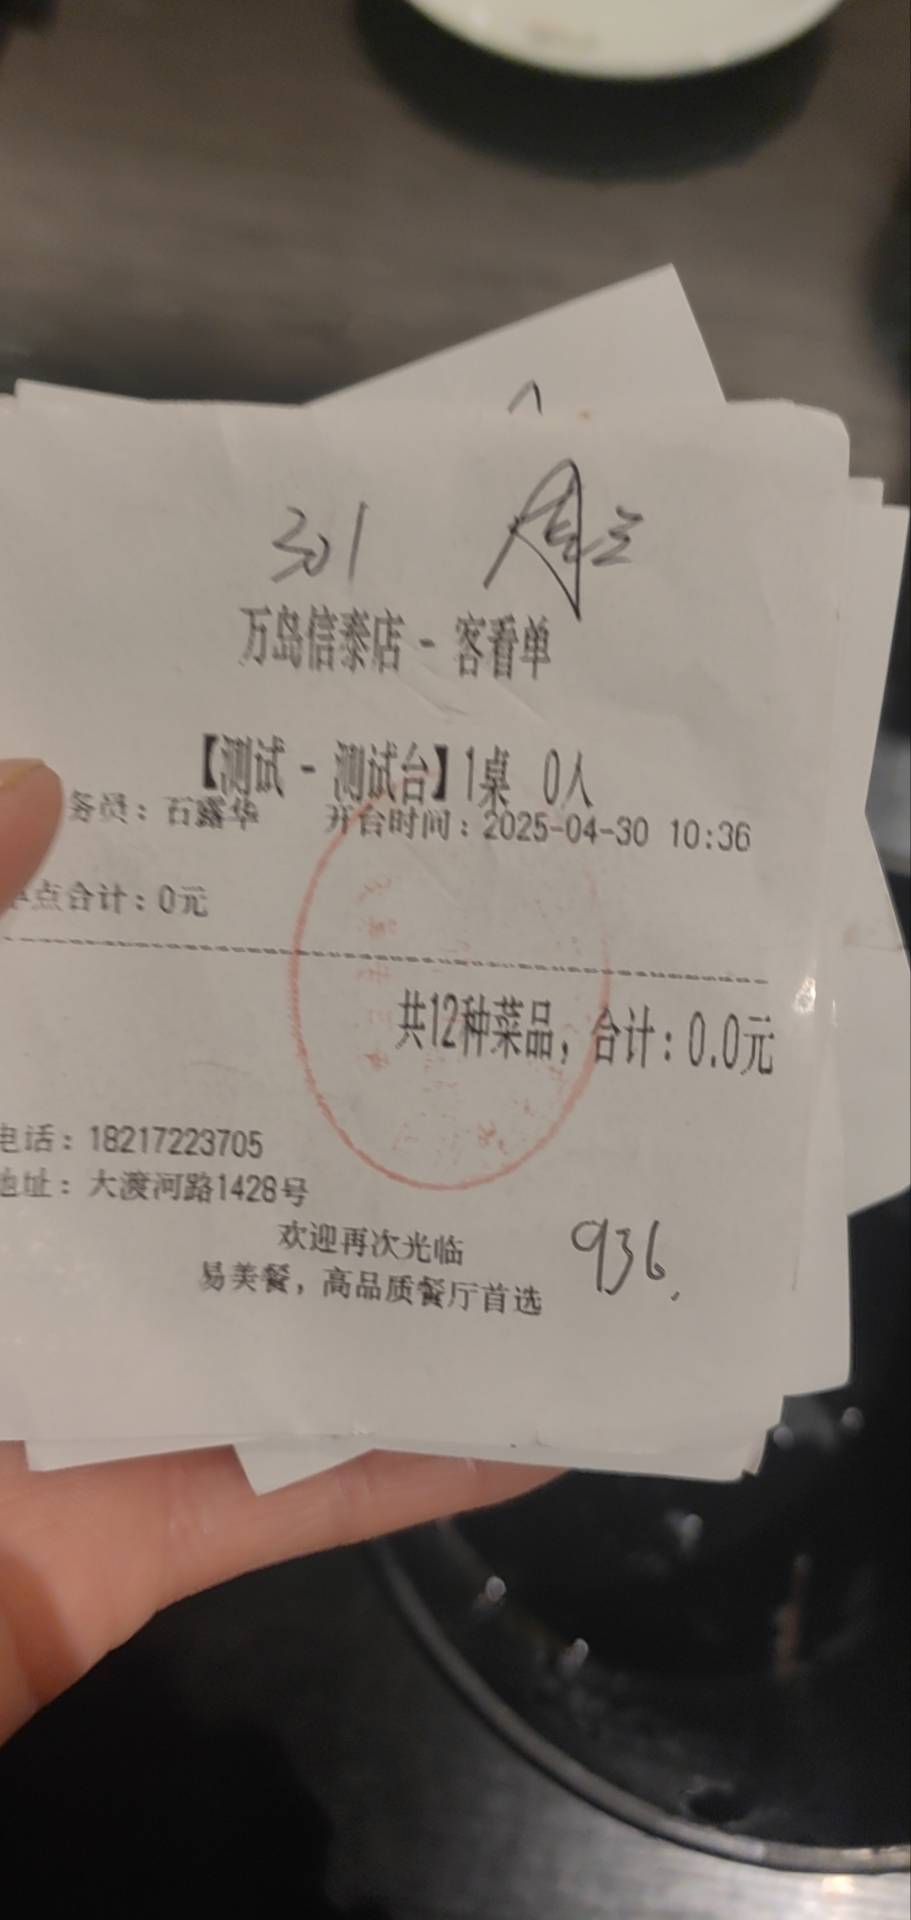 301
万岛信泰店 - 客看单
【测试 - 测试台】1桌 0人
务员：石露华 开台时间：2025-04-30 10:36
点合计：0元
共12种菜品，合计：0.0元
电话：18217223705
地址：大渡河路1428号
欢迎再次光临
936.
易美餐，高品质餐厅首选